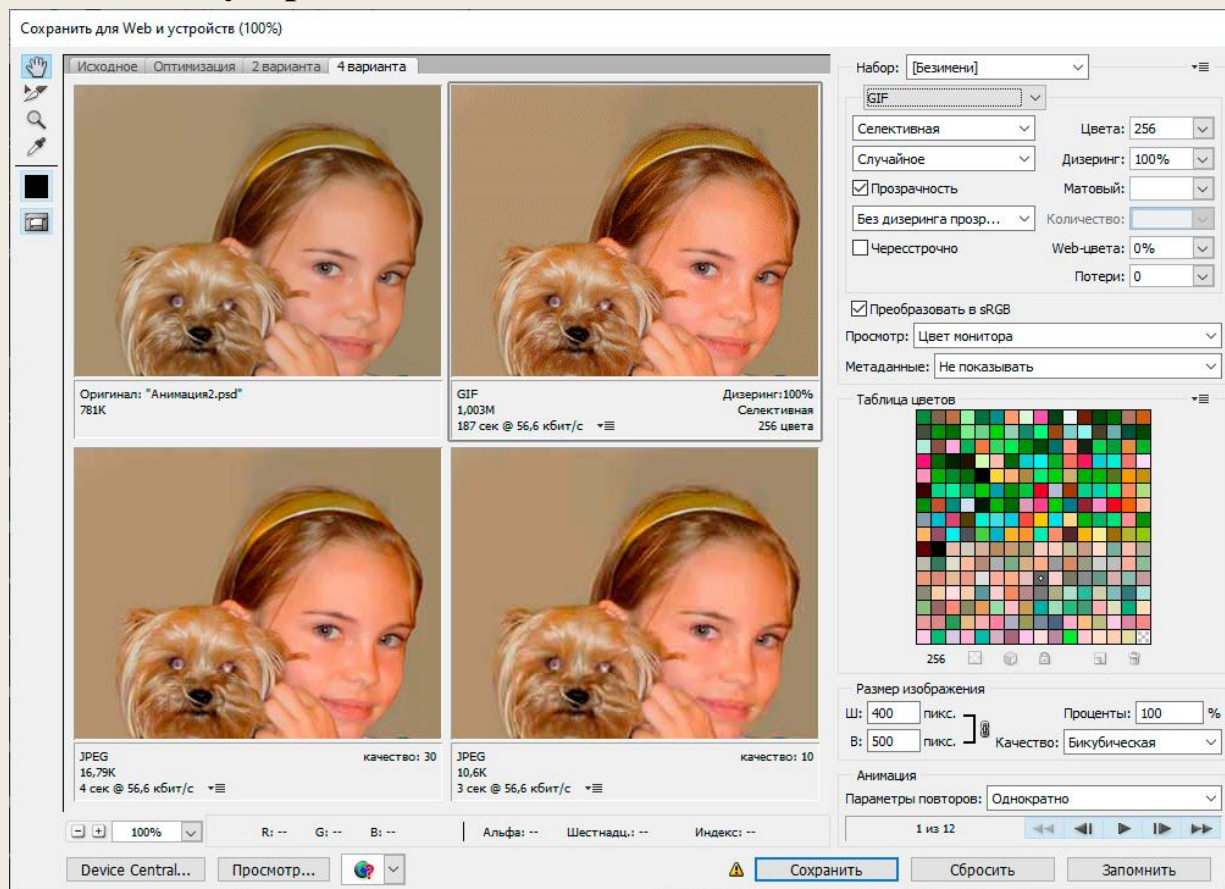 Сохранить для Web и устройств (100%)
Исходное Оптимизация 2 варианта 4 варианта
Оригинал: "Анимация2.psd"
781K
GIF
1,003M
187 сек @ 56,6 кбит/с
Дизеринг:100%
Селективная
256 цвета
JPEG
16,79K
4 сек @ 56,6 кбит/с
качество: 30
JPEG
10,6K
3 сек @ 56,6 кбит/с
качество: 10
Набор: [Безимени]
GIF
Селективная Цвета: 256
Случайное Дизеринг: 100%
Прозрачность Матовый:
Без дизеринга прозр... Количество:
Чересстрочно Web-цвета: 0%
Потери: 0
Преобразовать в sRGB
Просмотр: Цвет монитора
Метаданные: Не показывать
Таблица цветов
256
Размер изображения
Ш: 400 пикс. Проценты: 100 %
В: 500 пикс. Качество: Бикубическая
Анимация
Параметры повторов: Однократно
1 из 12
100% R: -- G: -- B: -- Альфа: -- Шестнадц.: -- Индекс: --
Device Central... Просмотр... Сохранить Сбросить Запомнить